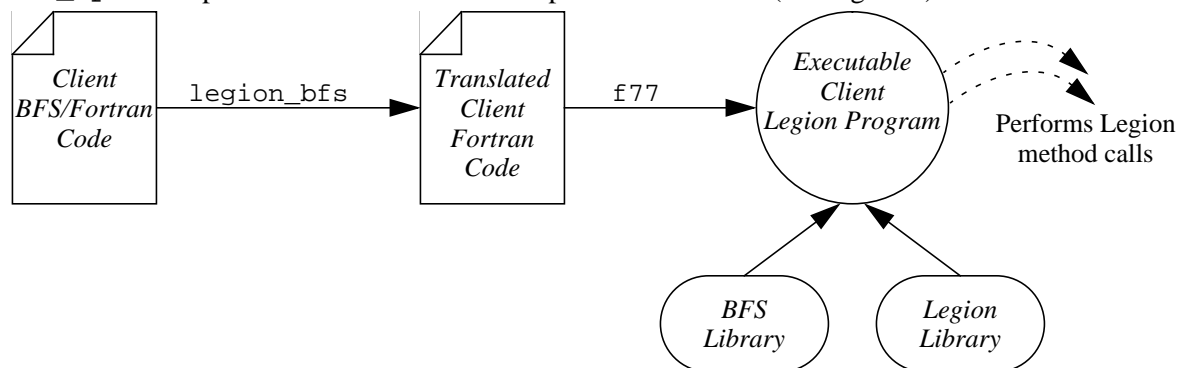 Client
BFS/Fortran
Code
legion_bfs
Translated
Client
Fortran
Code
f77
Executable
Client
Legion Program
Performs Legion
method calls
BFS
Library
Legion
Library